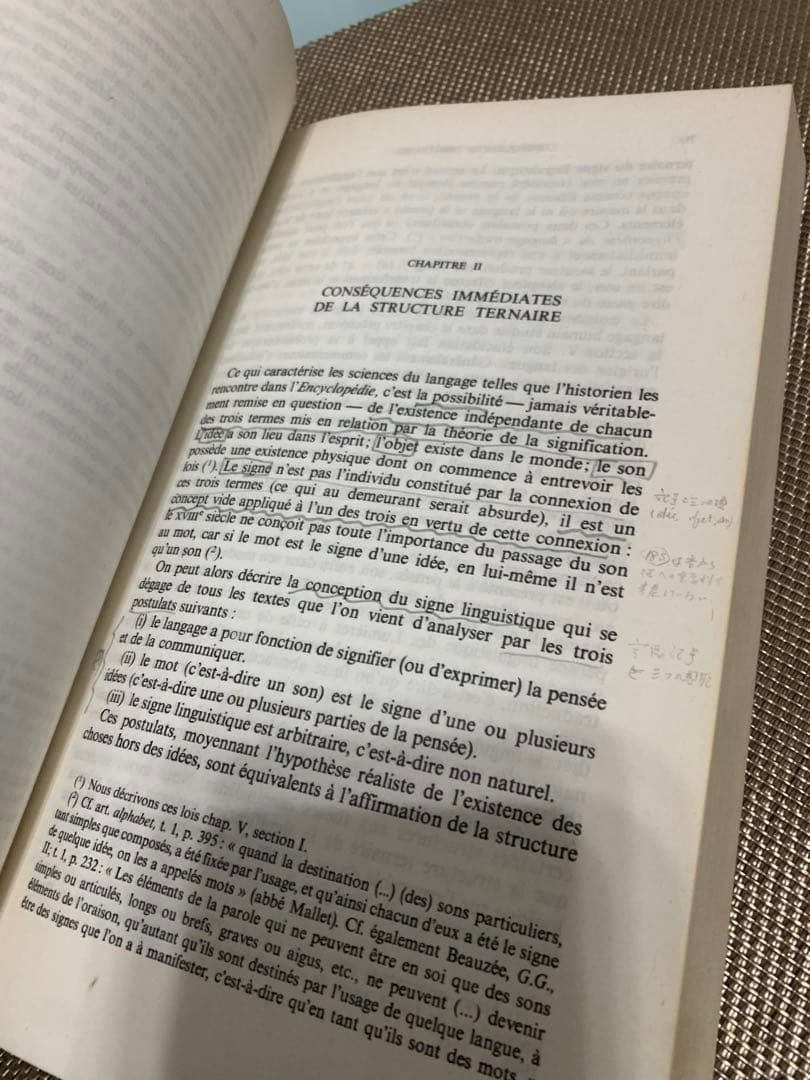 CHAPITRE II
CONSÉQUENCES IMMÉDIATES
DE LA STRUCTURE TERNAIRE
Ce qui caractérise les sciences du langage telles que l'historien les
rencontre dans l'Encyclopédie, c'est la possibilité — jamais véritable-
ment remise en question — de l'existence indépendante de chacun
des trois termes mis en relation par la théorie de la signification.
L'idée a son lieu dans l'esprit ; l'objet existe dans le monde ; le son
possède une existence physique dont on commence à entrevoir les
lois (¹). Le signe n'est pas l'individu constitué par la connexion de
ces trois termes (ce qui au demeurant serait absurde), il est un
concept vide appliqué à l'un des trois en vertu de cette connexion :
le XVIIIe siècle ne conçoit pas toute l'importance du passage du son
au mot, car si le mot est le signe d'une idée, en lui-même il n'est
qu'un son (²).
On peut alors décrire la conception du signe linguistique qui se
dégage de tous les textes que l'on vient d'analyser par les trois
postulats suivants :
(i) le langage a pour fonction de signifier (ou d'exprimer) la pensée
et de la communiquer.
(ii) le mot (c'est-à-dire un son) est le signe d'une ou plusieurs
idées (c'est-à-dire une ou plusieurs parties de la pensée).
(iii) le signe linguistique est arbitraire, c'est-à-dire non naturel.
Ces postulats, moyennant l'hypothèse réaliste de l'existence des
choses hors des idées, sont équivalents à l'affirmation de la structure
(¹) Nous décrivons ces lois chap. V, section I.
(²) Cf. art. alphabet, t. 1, p. 395 : « quand la destination (...) (des) sons particuliers,
tant simples que composés, a été fixée par l'usage, et qu'ainsi chacun d'eux a été le signe
de quelque idée, on les a appelés mots » (abbé Mallet). Cf. également Beauzée, G.G.,
II; t. 1, p. 232 : « Les éléments de la parole qui ne peuvent être en soi que des sons
simples ou articulés, longs ou brefs, graves ou aigus, etc., ne peuvent (...) devenir
éléments de l'oraison, qu'autant qu'ils sont destinés par l'usage de quelque langue, à
être des signes que l'on a à manifester, c'est-à-dire qu'en tant qu'ils sont des mots